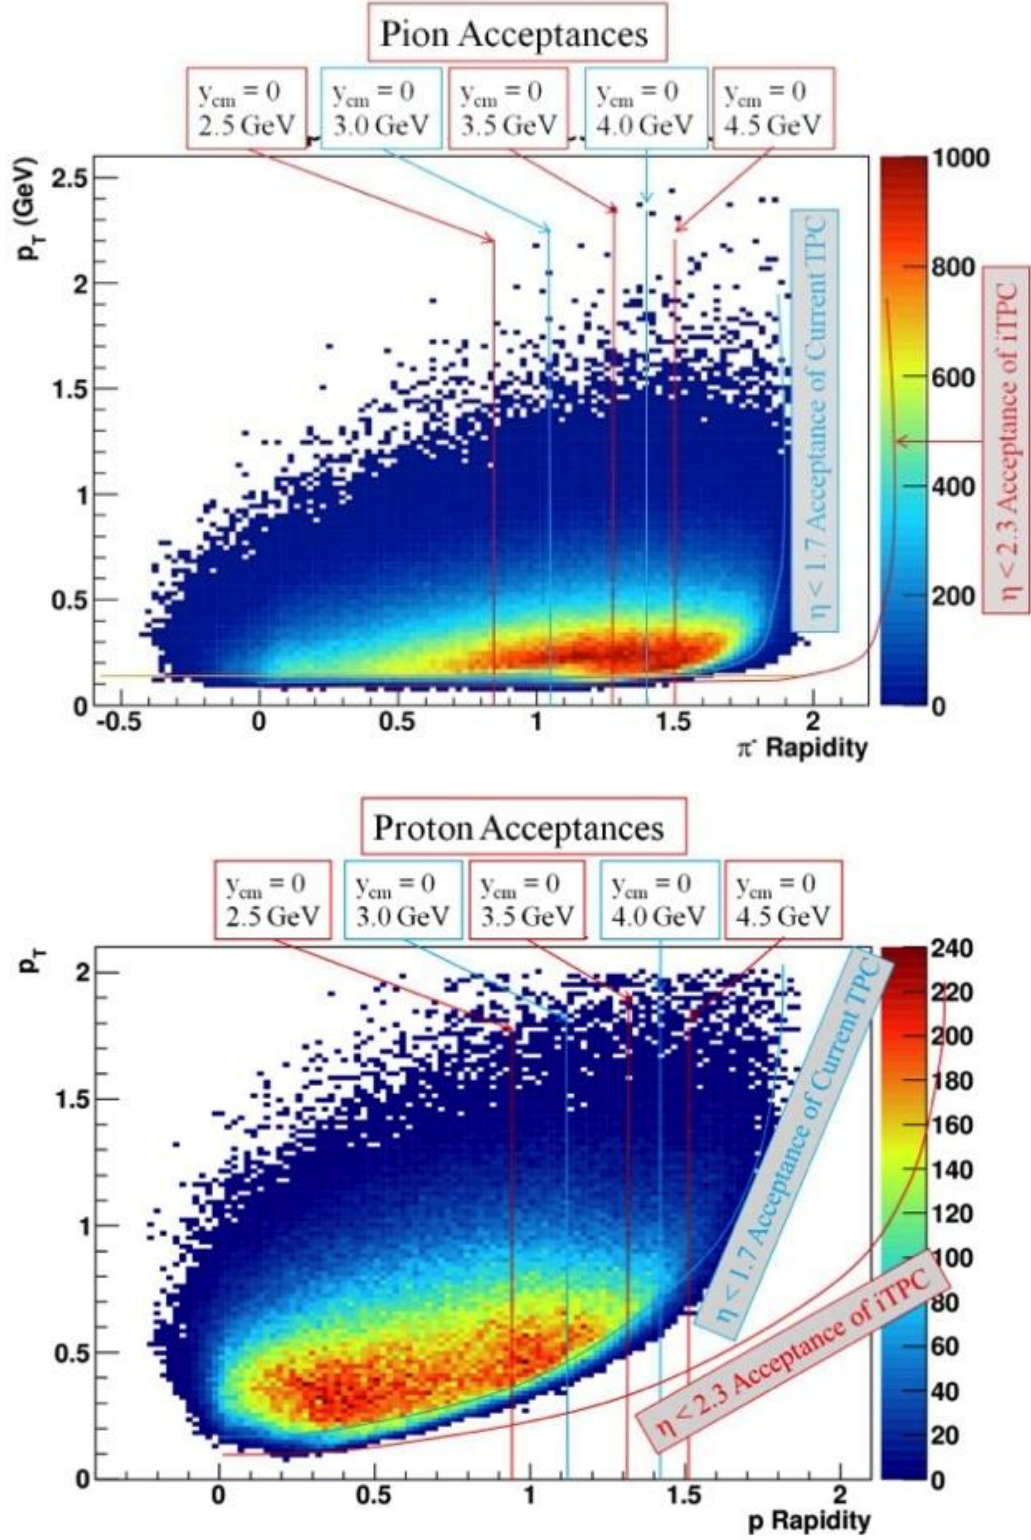 Pion Acceptances
y_cm = 0
2.5 GeV
y_cm = 0
3.0 GeV
y_cm = 0
3.5 GeV
y_cm = 0
4.0 GeV
y_cm = 0
4.5 GeV
p_T (GeV)
2.5
2
1.5
1
0.5
0
-0.5
0
0.5
1
1.5
2
π⁻ Rapidity
η < 1.7 Acceptance of Current TPC
1000
800
600
400
200
0
η < 2.3 Acceptance of iTPC
Proton Acceptances
y_cm = 0
2.5 GeV
y_cm = 0
3.0 GeV
y_cm = 0
3.5 GeV
y_cm = 0
4.0 GeV
y_cm = 0
4.5 GeV
p_T
2
1.5
1
0.5
0
0
0.5
1
1.5
2
p Rapidity
η < 1.7 Acceptance of Current TPC
η < 2.3 Acceptance of iTPC
240
220
200
180
160
140
120
100
80
60
40
20
0